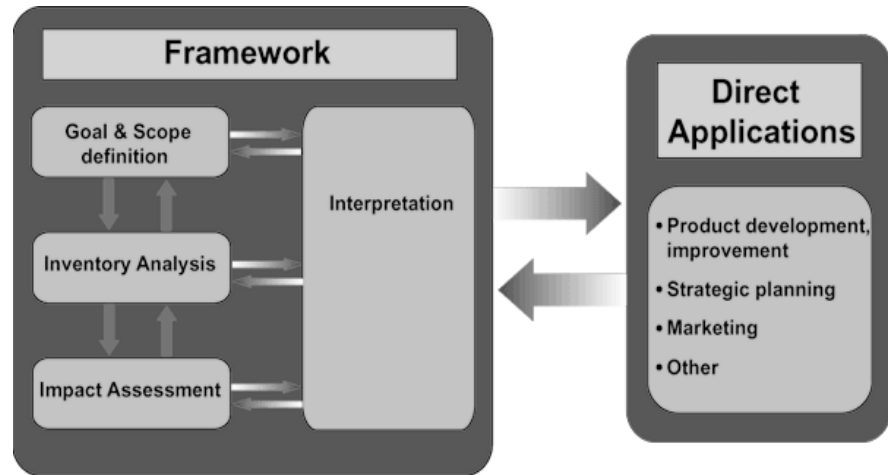 Framework
Goal & Scope
definition
Inventory Analysis
Impact Assessment
Interpretation
Direct
Applications
• Product development,
improvement
• Strategic planning
• Marketing
• Other